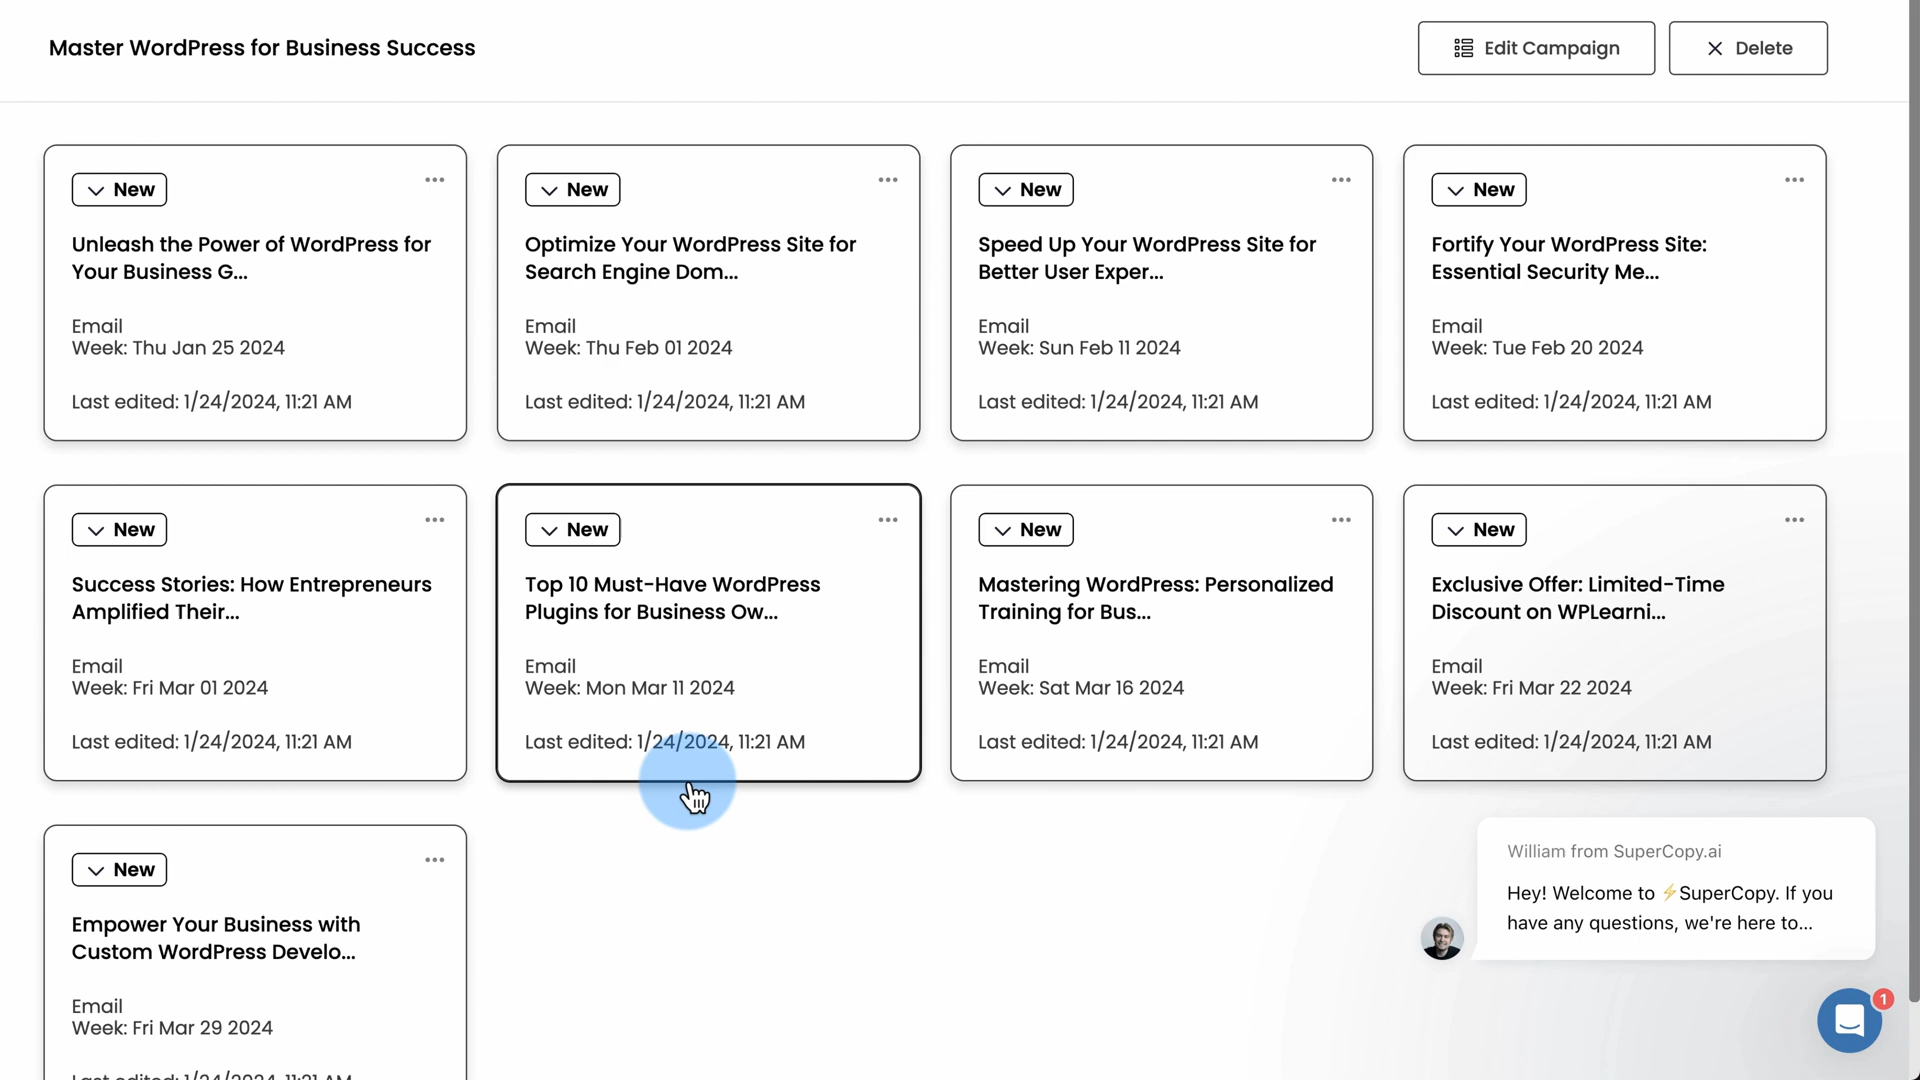 Master WordPress for Business Success
Edit Campaign
Delete
New
Unleash the Power of WordPress for
Your Business G...
Email
Week: Thu Jan 25 2024
Last edited: 1/24/2024, 11:21 AM
New
Optimize Your WordPress Site for
Search Engine Dom...
Email
Week: Thu Feb 01 2024
Last edited: 1/24/2024, 11:21 AM
New
Speed Up Your WordPress Site for
Better User Exper...
Email
Week: Sun Feb 11 2024
Last edited: 1/24/2024, 11:21 AM
New
Fortify Your WordPress Site:
Essential Security Me...
Email
Week: Tue Feb 20 2024
Last edited: 1/24/2024, 11:21 AM
New
Success Stories: How Entrepreneurs
Amplified Their...
Email
Week: Fri Mar 01 2024
Last edited: 1/24/2024, 11:21 AM
New
Top 10 Must-Have WordPress
Plugins for Business Ow...
Email
Week: Mon Mar 11 2024
Last edited: 1/24/2024, 11:21 AM
New
Mastering WordPress: Personalized
Training for Bus...
Email
Week: Sat Mar 16 2024
Last edited: 1/24/2024, 11:21 AM
New
Exclusive Offer: Limited-Time
Discount on WPLearni...
Email
Week: Fri Mar 22 2024
Last edited: 1/24/2024, 11:21 AM
New
Empower Your Business with
Custom WordPress Develo...
Email
Week: Fri Mar 29 2024
Last edited: 1/24/2024, 11:21 AM
William from SuperCopy.ai
Hey! Welcome to ⚡SuperCopy. If you
have any questions, we're here to...
1